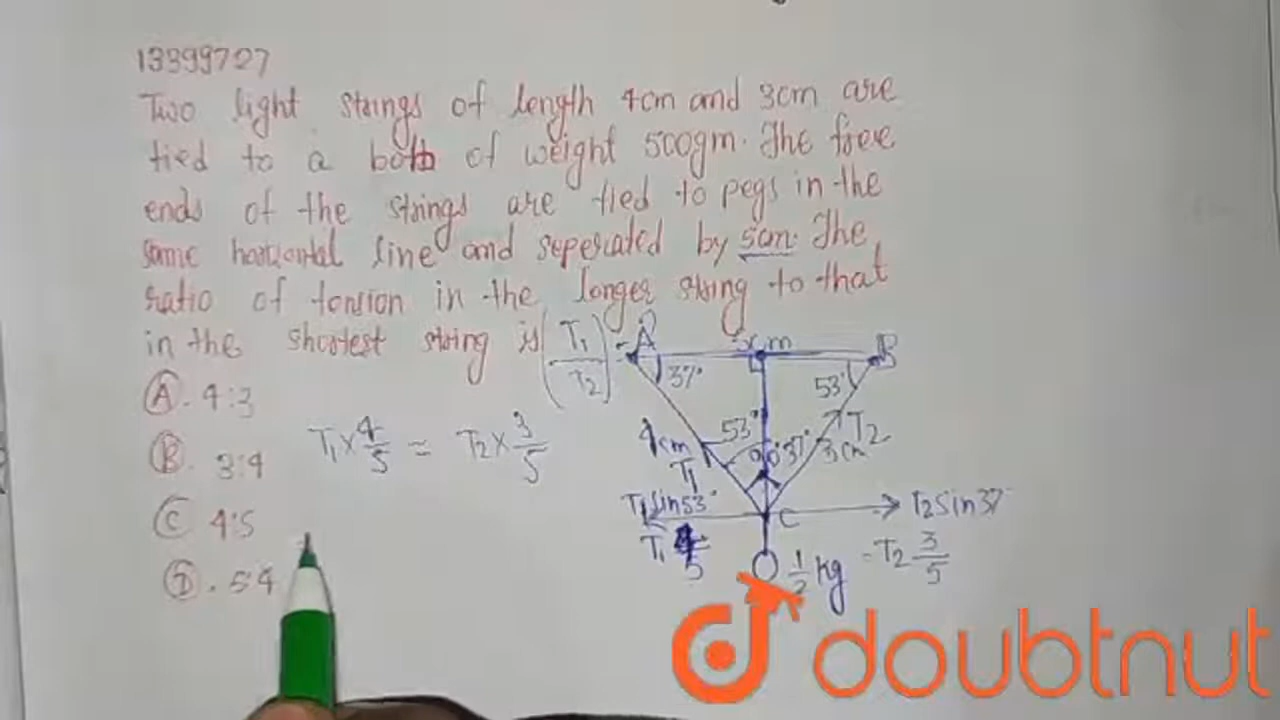 13399727
Two light strings of length 4cm and 3cm are
tied to a bob of weight 500gm. The free
ends of the strings are tied to pegs in the
same horizontal line and seperated by 5cm. The
ratio of tension in the longer string to that
in the shortest string is (T1/T2) =
A. 4:3
B. 3:4
C. 4:5
D. 5:4
T1 × 4/5 = T2 × 3/5
A 5cm B
37° 53°
4cm 53° 90° 37° 3cm T2
T1
T1sin53° C T2sin37°
T1 4/5 1/2 kg = T2 3/5
doubtnut